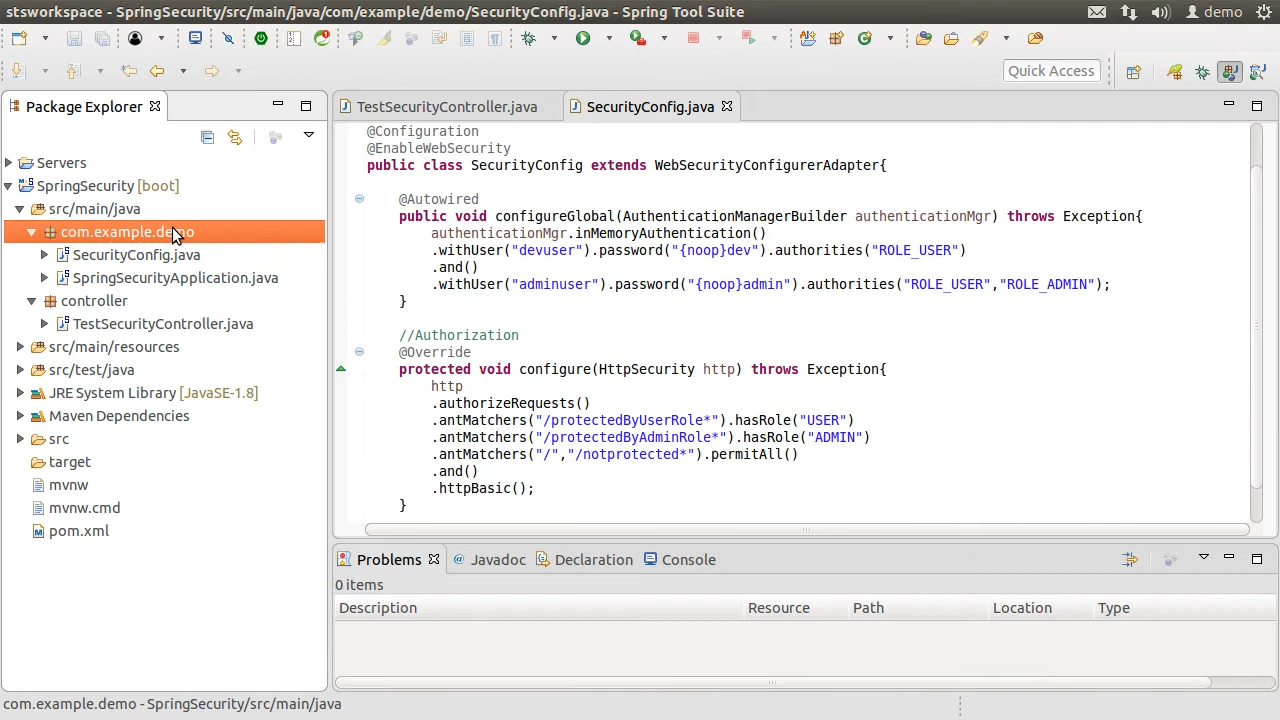 stsworkspace - SpringSecurity/src/main/java/com/example/demo/SecurityConfig.java - Spring Tool Suite
demo
Quick Access
Package Explorer
Servers
SpringSecurity [boot]
src/main/java
com.example.demo
SecurityConfig.java
SpringSecurityApplication.java
controller
TestSecurityController.java
src/main/resources
src/test/java
JRE System Library [JavaSE-1.8]
Maven Dependencies
src
target
mvnw
mvnw.cmd
pom.xml
TestSecurityController.java
SecurityConfig.java
@Configuration
@EnableWebSecurity
public class SecurityConfig extends WebSecurityConfigurerAdapter{
@Autowired
public void configureGlobal(AuthenticationManagerBuilder authenticationMgr) throws Exception{
authenticationMgr.inMemoryAuthentication()
.withUser("devuser").password("{noop}dev").authorities("ROLE_USER")
.and()
.withUser("adminuser").password("{noop}admin").authorities("ROLE_USER","ROLE_ADMIN");
}
//Authorization
@Override
protected void configure(HttpSecurity http) throws Exception{
http
.authorizeRequests()
.antMatchers("/protectedByUserRole*").hasRole("USER")
.antMatchers("/protectedByAdminRole*").hasRole("ADMIN")
.antMatchers("/","/notprotected*").permitAll()
.and()
.httpBasic();
}
Problems
@ Javadoc
Declaration
Console
0 items
Description Resource Path Location Type
com.example.demo - SpringSecurity/src/main/java